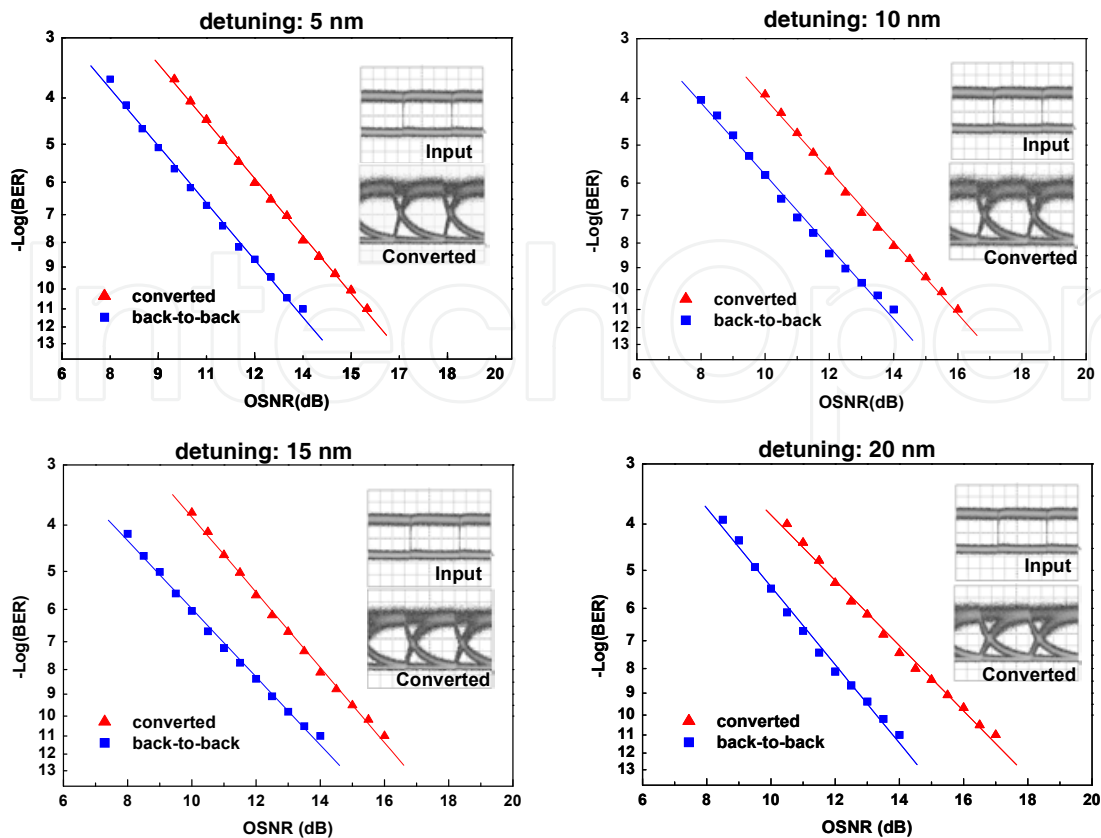 detuning: 5 nm
3
4
5
6
7
8
9
10
11
12
13
-Log(BER)
Input
Converted
converted
back-to-back
6 8 9 11 12 14 15 16 17 20
OSNR(dB)
detuning: 10 nm
3
4
5
6
7
8
9
10
11
12
13
-Log(BER)
Input
Converted
converted
back-to-back
6 8 10 12 14 16 18 20
OSNR(dB)
detuning: 15 nm
3
4
5
6
7
8
9
10
11
12
13
-Log(BER)
Input
Converted
converted
back-to-back
6 8 10 12 14 16 18 20
OSNR (dB)
detuning: 20 nm
3
4
5
6
7
8
9
10
11
12
13
-Log(BER)
Input
Converted
converted
back-to-back
6 8 10 12 14 16 18 20
OSNR (dB)
IntechOpen